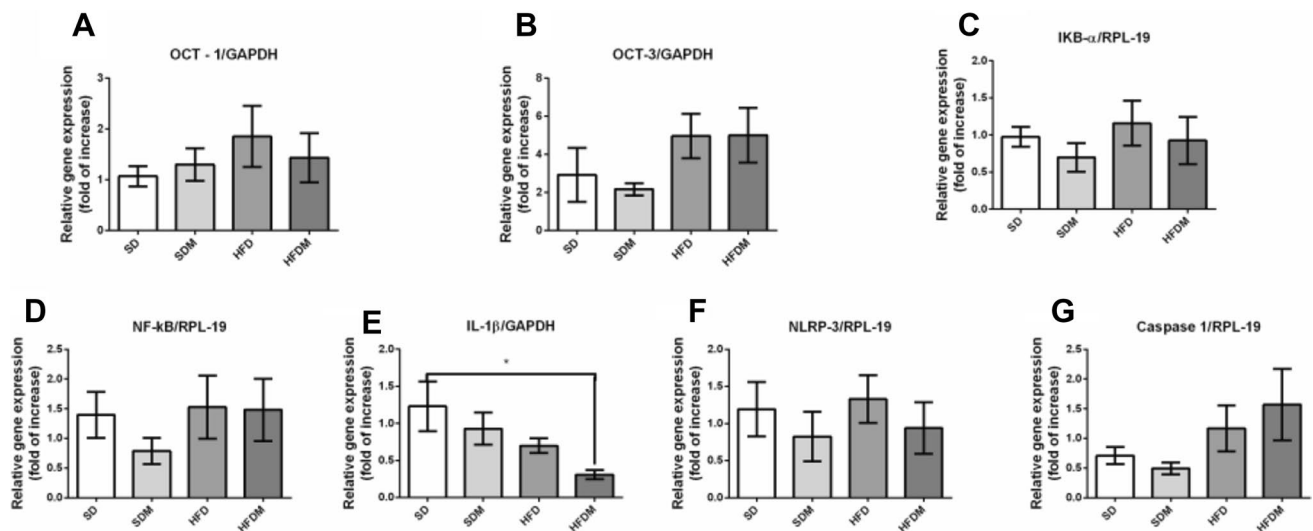 A
OCT - 1/GAPDH
Relative gene expression
(fold of increase)
3
2
1
0
SD
SDM
HFD
HFDM
B
OCT-3/GAPDH
Relative gene expression
(fold of increase)
8
6
4
2
0
SD
SDM
HFD
HFDM
C
IKB-α/RPL-19
Relative gene expression
(fold of increase)
2.0
1.5
1.0
0.5
0.0
SD
SDM
HFD
HFDM
D
NF-kB/RPL-19
Relative gene expression
(fold of increase)
2.5
2.0
1.5
1.0
0.5
0.0
SD
SDM
HFD
HFDM
E
IL-1β/GAPDH
Relative gene expression
(fold of increase)
2.0
1.5
1.0
0.5
0.0
*
SD
SDM
HFD
HFDM
F
NLRP-3/RPL-19
Relative gene expression
(fold of increase)
2.0
1.5
1.0
0.5
0.0
SD
SDM
HFD
HFDM
G
Caspase 1/RPL-19
Relative gene expression
(fold of increase)
2.5
2.0
1.5
1.0
0.5
0.0
SD
SDM
HFD
HFDM